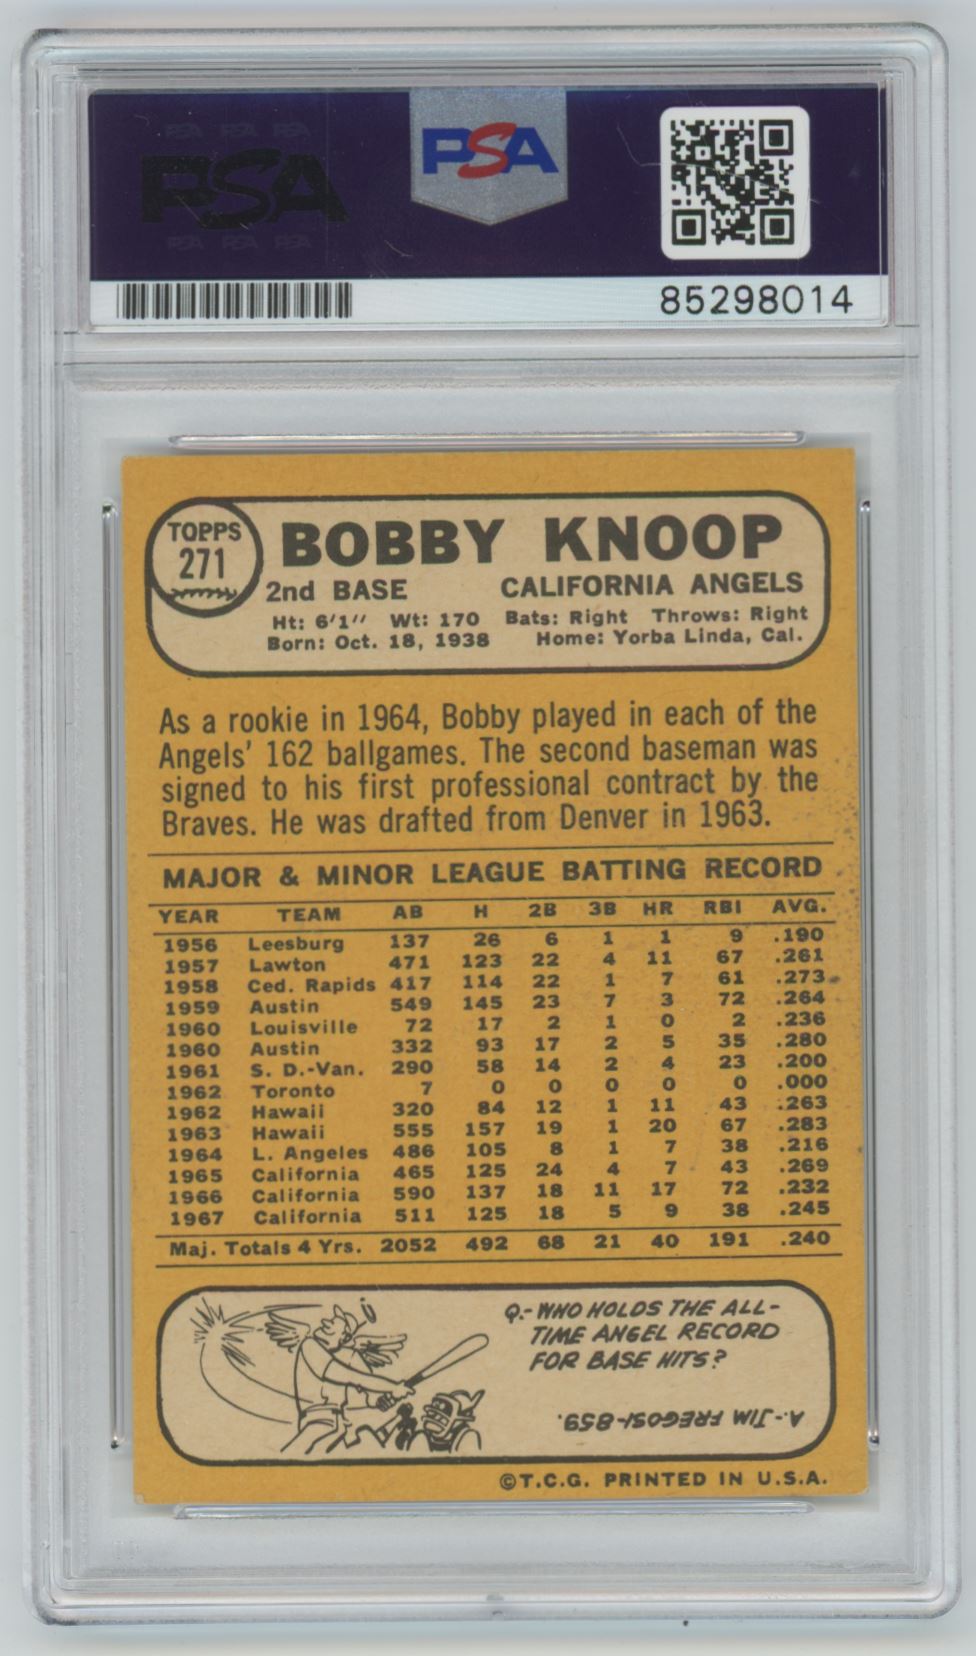 PSA PSA PSA
PSA
PSA PSA PSA
PSA
85298014
TOPPS
271
BOBBY KNOOP
2nd BASE CALIFORNIA ANGELS
Ht: 6'1" Wt: 170 Bats: Right Throws: Right
Born: Oct. 18, 1938 Home: Yorba Linda, Cal.
As a rookie in 1964, Bobby played in each of the
Angels' 162 ballgames. The second baseman was
signed to his first professional contract by the
Braves. He was drafted from Denver in 1963.
MAJOR & MINOR LEAGUE BATTING RECORD
YEAR TEAM AB H 2B 3B HR RBI AVG.
1956 Leesburg 137 26 6 1 1 9 .190
1957 Lawton 471 123 22 4 11 67 .261
1958 Ced. Rapids 417 114 22 1 7 61 .273
1959 Austin 549 145 23 7 3 72 .264
1960 Louisville 72 17 2 1 0 2 .236
1960 Austin 332 93 17 2 5 35 .280
1961 S. D.-Van. 290 58 14 2 4 23 .200
1962 Toronto 7 0 0 0 0 0 .000
1962 Hawaii 320 84 12 1 11 43 .263
1963 Hawaii 555 157 19 1 20 67 .283
1964 L. Angeles 486 105 8 1 7 38 .216
1965 California 465 125 24 4 7 43 .269
1966 California 590 137 18 11 17 72 .232
1967 California 511 125 18 5 9 38 .245
Maj. Totals 4 Yrs. 2052 492 68 21 40 191 .240
Q.- WHO HOLDS THE ALL-
TIME ANGEL RECORD
FOR BASE HITS?
A.- JIM FREGOSI-859.
©T.C.G. PRINTED IN U.S.A.